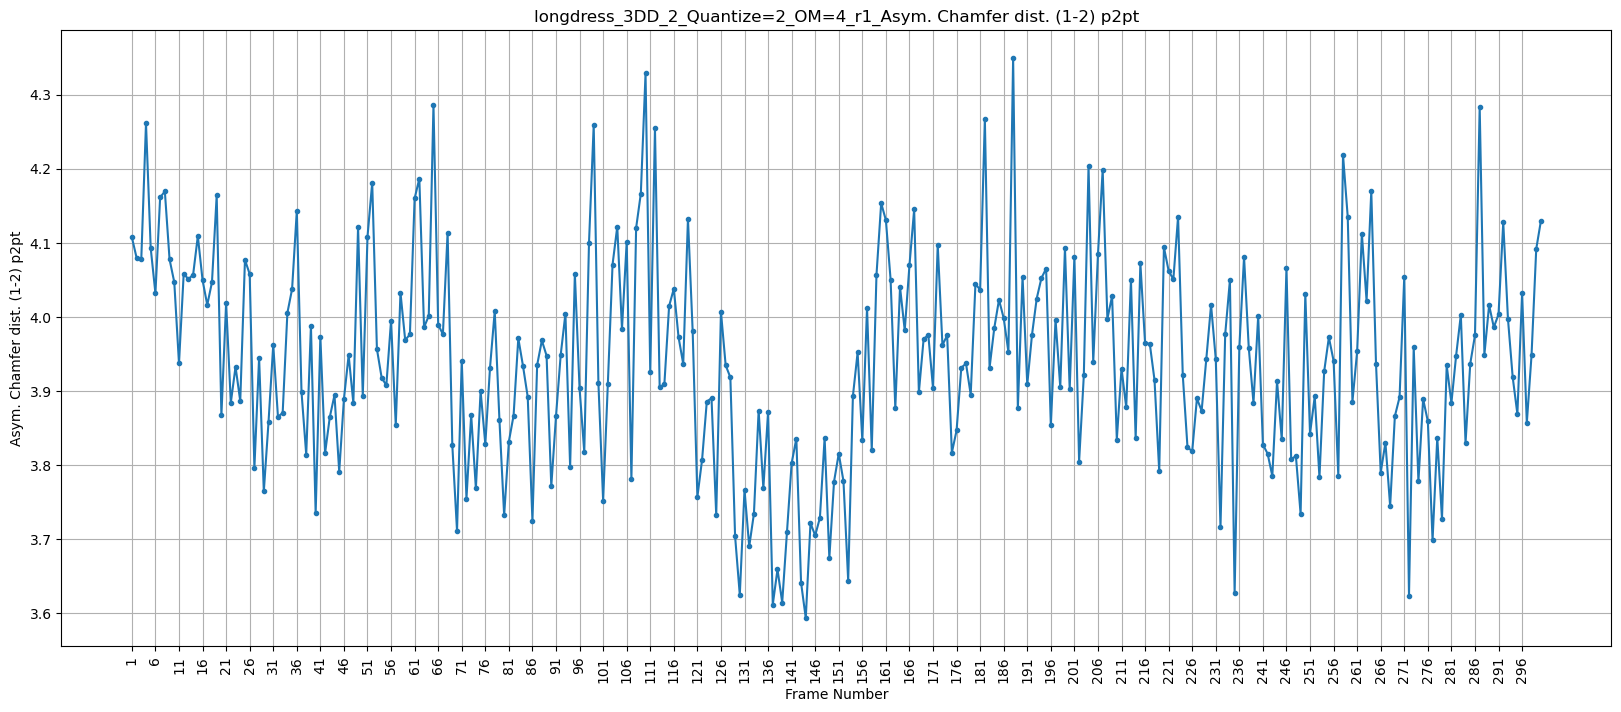 longdress_3DD_2_Quantize=2_OM=4_r1_Asym. Chamfer dist. (1-2) p2pt
Asym. Chamfer dist. (1-2) p2pt
4.3
4.2
4.1
4.0
3.9
3.8
3.7
3.6
1 6 11 16 21 26 31 36 41 46 51 56 61 66 71 76 81 86 91 96 101 106 111 116 121 126 131 136 141 146 151 156 161 166 171 176 181 186 191 196 201 206 211 216 221 226 231 236 241 246 251 256 261 266 271 276 281 286 291 296
Frame Number